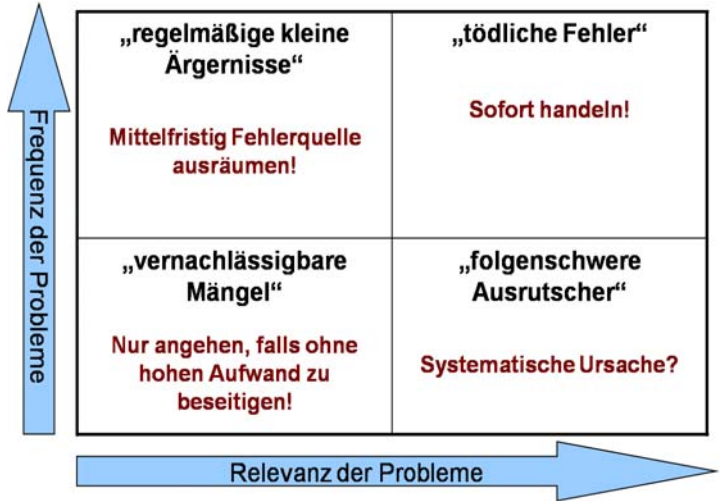 „regelmäßige kleine
Ärgernisse“
Mittelfristig Fehlerquelle
ausräumen!
„tödliche Fehler“
Sofort handeln!
„vernachlässigbare
Mängel“
Nur angehen, falls ohne
hohen Aufwand zu
beseitigen!
„folgenschwere
Ausrutscher“
Systematische Ursache?
Frequenz der Probleme
Relevanz der Probleme